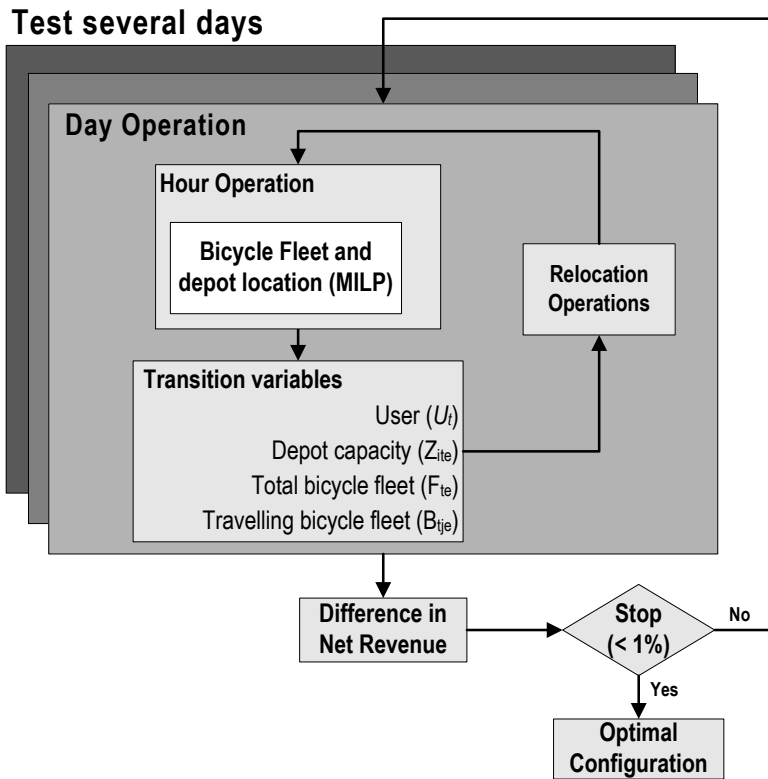 Test several days
Day Operation
Hour Operation
Bicycle Fleet and
depot location (MILP)
Relocation
Operations
Transition variables
User (Ut)
Depot capacity (Zite)
Total bicycle fleet (Fte)
Travelling bicycle fleet (Btje)
Difference in
Net Revenue
Stop
(< 1%)
No
Yes
Optimal
Configuration